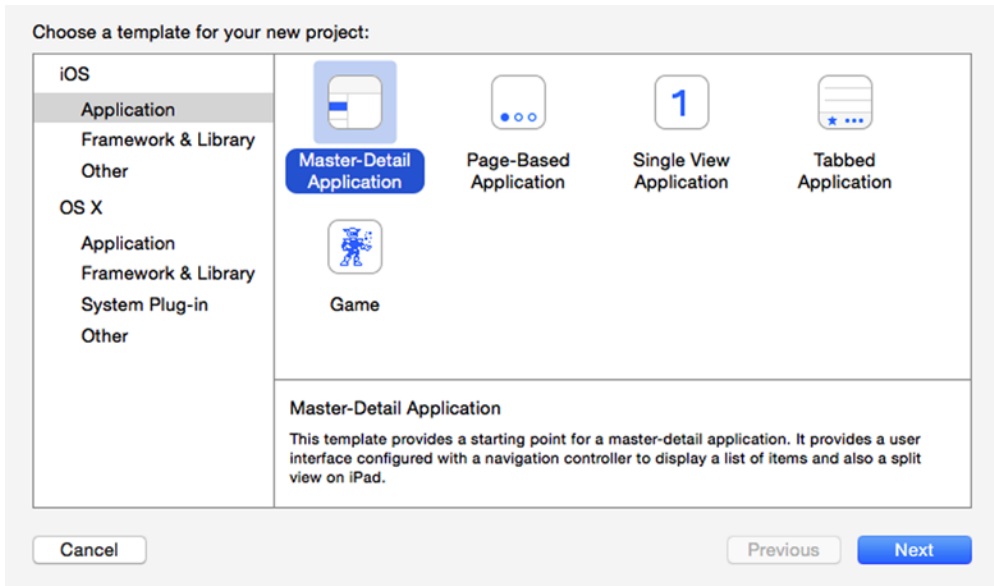 Choose a template for your new project:
iOS
Application
Framework & Library
Other
OS X
Application
Framework & Library
System Plug-in
Other
Master-Detail
Application
Page-Based
Application
1
Single View
Application
Tabbed
Application
Game
Master-Detail Application
This template provides a starting point for a master-detail application. It provides a user
interface configured with a navigation controller to display a list of items and also a split
view on iPad.
Cancel
Previous
Next